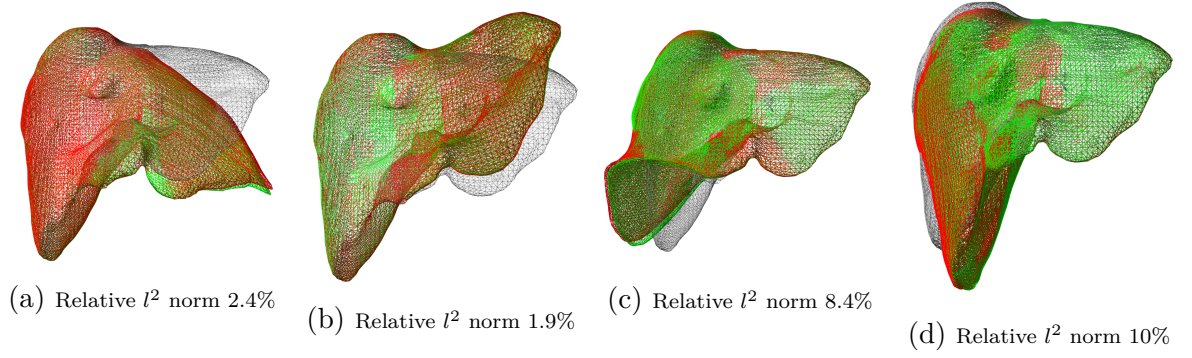 (a) Relative l² norm 2.4%
(b) Relative l² norm 1.9%
(c) Relative l² norm 8.4%
(d) Relative l² norm 10%